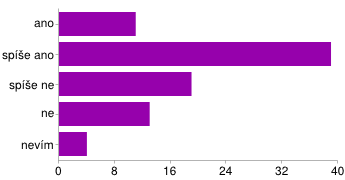 ano
spíše ano
spíše ne
ne
nevím
0 8 16 24 32 40